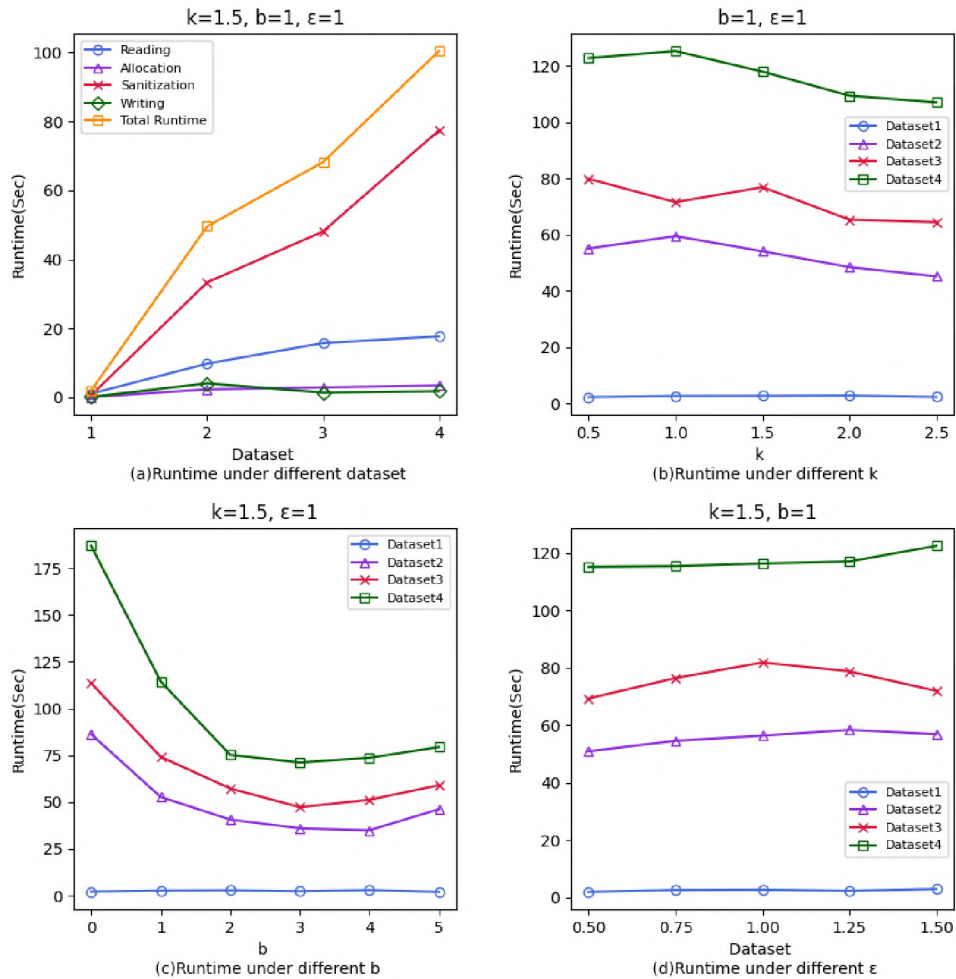 k=1.5, b=1, ε=1
Runtime(Sec)
100
80
60
40
20
0
Reading
Allocation
Sanitization
Writing
Total Runtime
1 2 3 4
Dataset
(a)Runtime under different dataset
b=1, ε=1
Runtime(Sec)
120
100
80
60
40
20
0
Dataset1
Dataset2
Dataset3
Dataset4
0.5 1.0 1.5 2.0 2.5
k
(b)Runtime under different k
k=1.5, ε=1
Runtime(Sec)
175
150
125
100
75
50
25
0
Dataset1
Dataset2
Dataset3
Dataset4
0 1 2 3 4 5
b
(c)Runtime under different b
k=1.5, b=1
Runtime(Sec)
120
100
80
60
40
20
0
Dataset1
Dataset2
Dataset3
Dataset4
0.50 0.75 1.00 1.25 1.50
Dataset
(d)Runtime under different ε